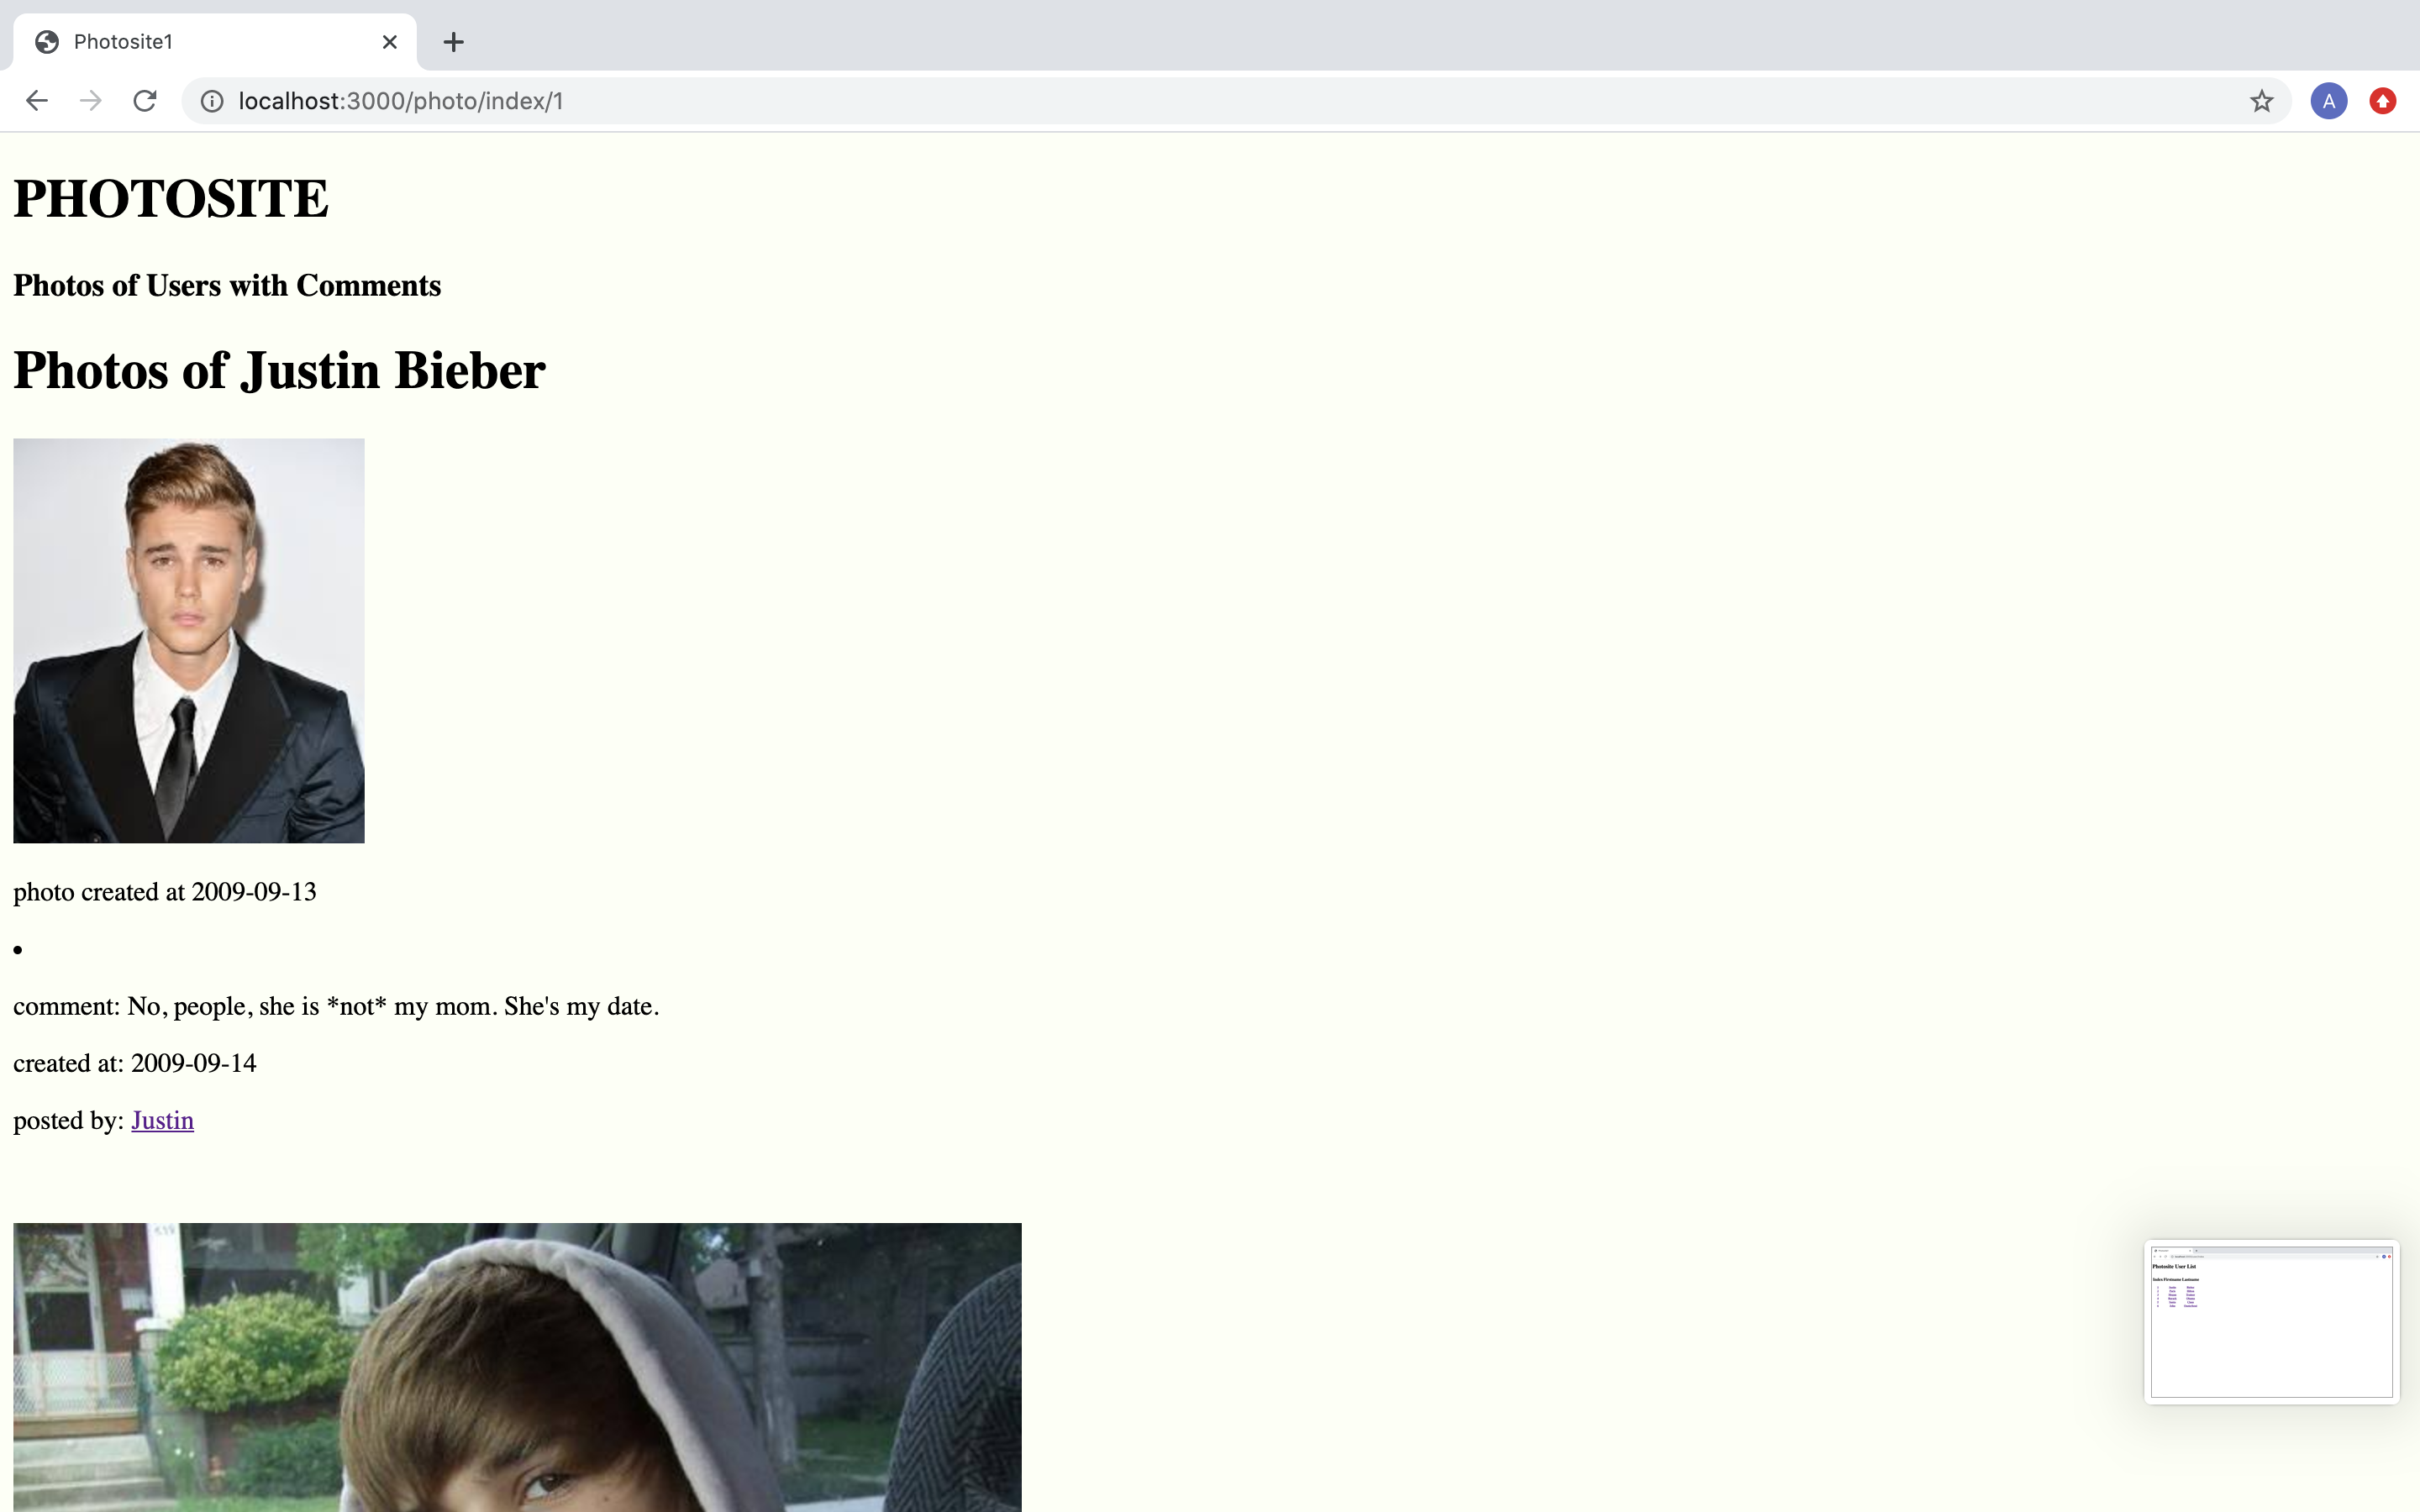 Photosite1
localhost:3000/photo/index/1
A
PHOTOSITE
Photos of Users with Comments
Photos of Justin Bieber
photo created at 2009-09-13
comment: No, people, she is *not* my mom. She's my date.
created at: 2009-09-14
posted by: Justin
Photosite User List
Index Firstname Lastname